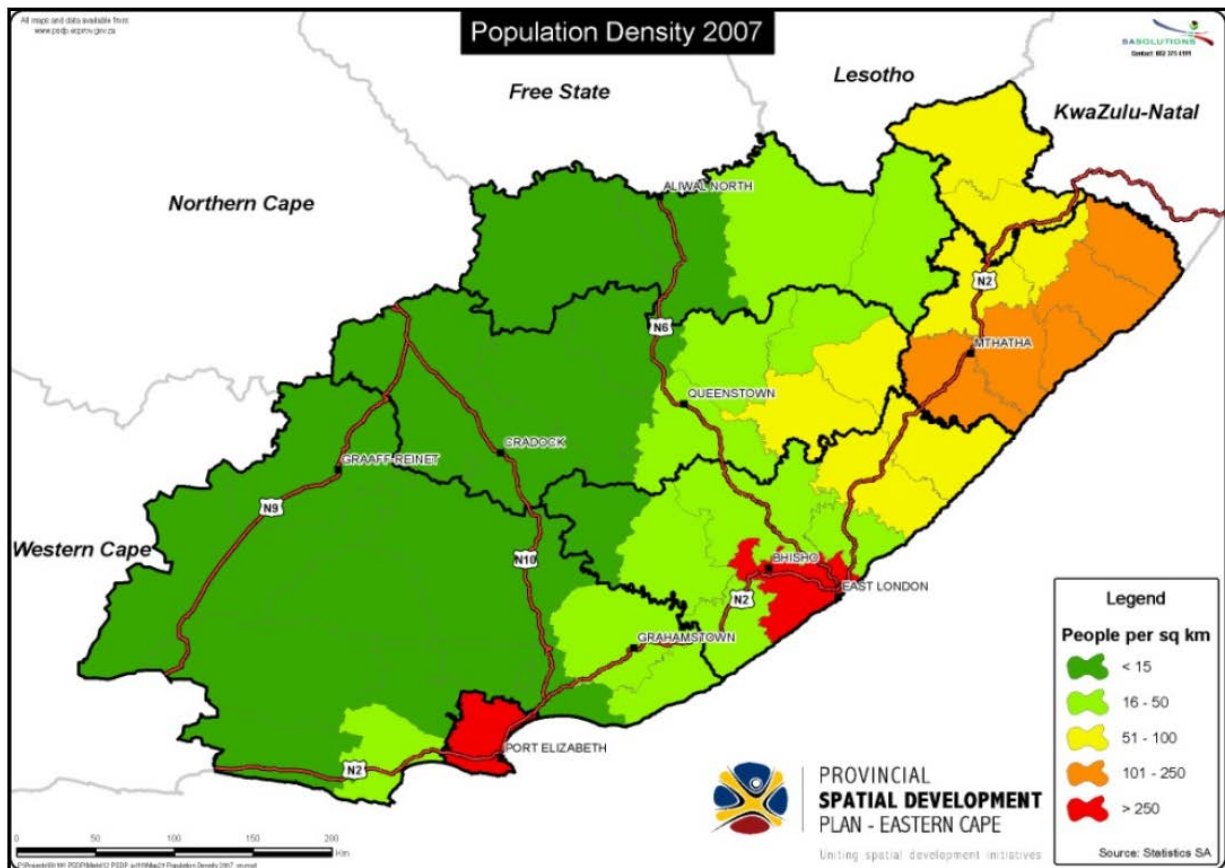 All maps and data available from:
www.psdp.ecprov.gov.za
Population Density 2007
SASOLUTIONS
Lesotho
Free State
KwaZulu-Natal
Northern Cape
ALIWAL NORTH
N2
N6
MTHATHA
QUEENSTOWN
CRADOCK
GRAAFF-REINET
N9
Western Cape
N10
BHISHO
EAST LONDON
N2
GRAHAMSTOWN
PORT ELIZABETH
N2
Legend
People per sq km
< 15
16 - 50
51 - 100
101 - 250
> 250
PROVINCIAL
SPATIAL DEVELOPMENT
PLAN - EASTERN CAPE
Uniting spatial development initiatives
Source: Statistics SA
0 50 100 200
Km